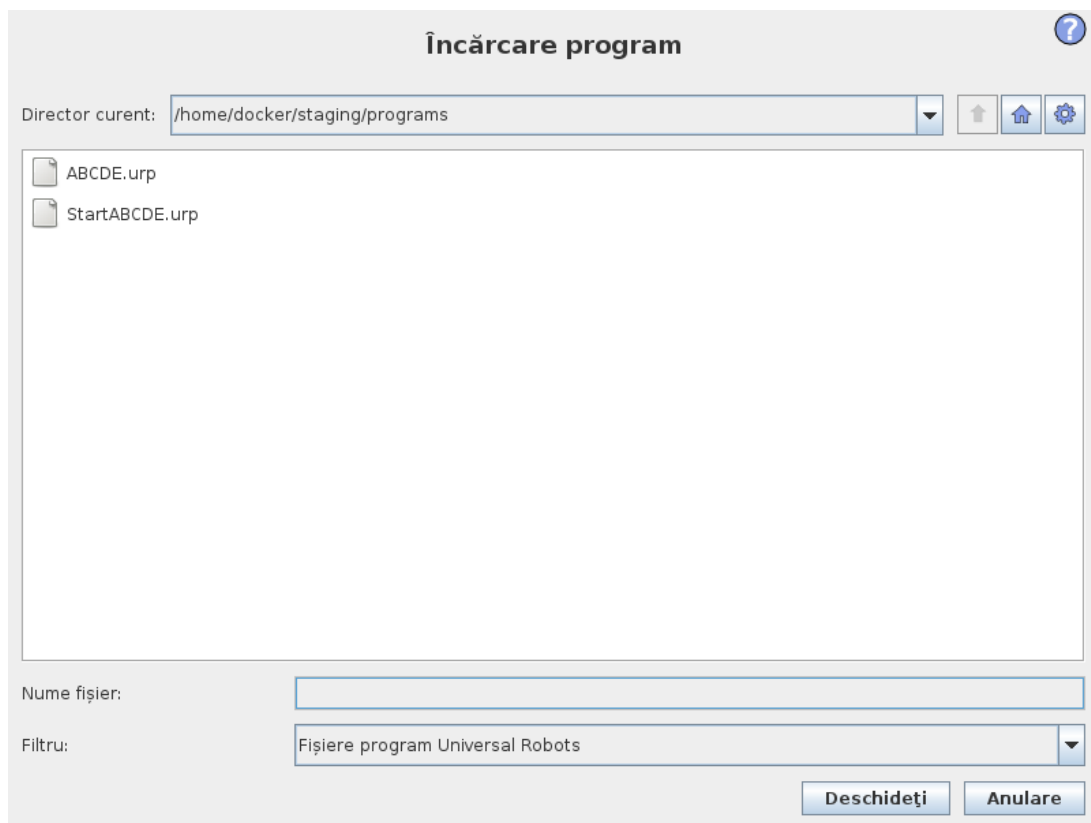 Încărcare program
?
Director curent: /home/docker/staging/programs
ABCDE.urp
StartABCDE.urp
Nume fișier:
Filtru: Fișiere program Universal Robots
Deschideţi Anulare